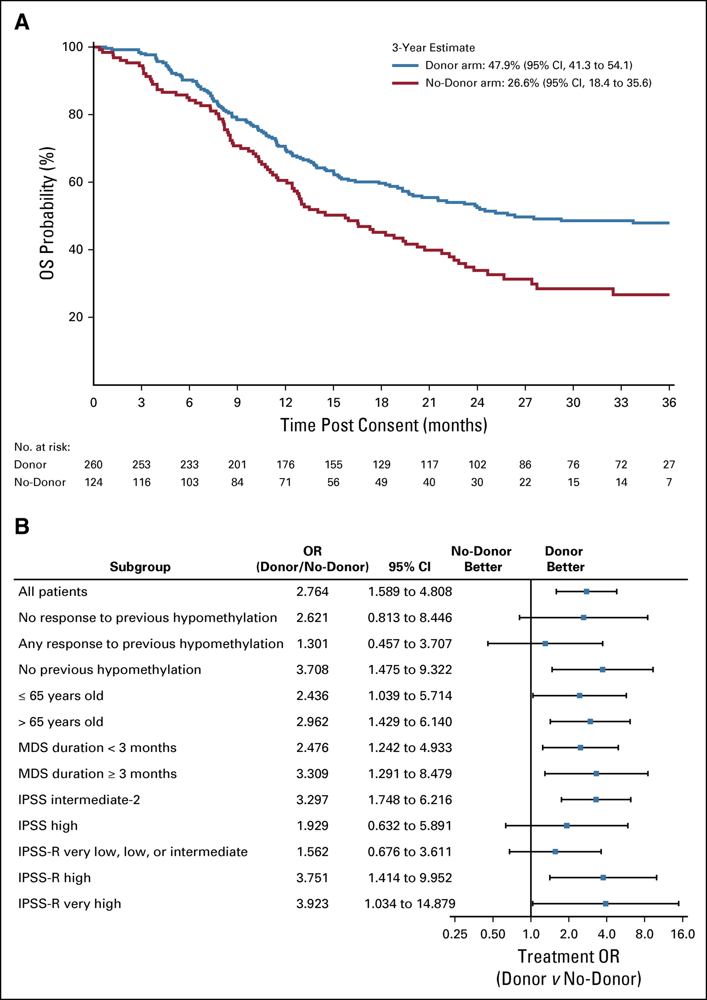 A
100
80
60
40
20
OS Probability (%)
3-Year Estimate
Donor arm: 47.9% (95% CI, 41.3 to 54.1)
No-Donor arm: 26.6% (95% CI, 18.4 to 35.6)
0 3 6 9 12 15 18 21 24 27 30 33 36
Time Post Consent (months)
No. at risk:
Donor 260 253 233 201 176 155 129 117 102 86 76 72 27
No-Donor 124 116 103 84 71 56 49 40 30 22 15 14 7
B
OR No-Donor Donor
Subgroup (Donor/No-Donor) 95% CI Better Better
All patients 2.764 1.589 to 4.808
No response to previous hypomethylation 2.621 0.813 to 8.446
Any response to previous hypomethylation 1.301 0.457 to 3.707
No previous hypomethylation 3.708 1.475 to 9.322
≤ 65 years old 2.436 1.039 to 5.714
> 65 years old 2.962 1.429 to 6.140
MDS duration < 3 months 2.476 1.242 to 4.933
MDS duration ≥ 3 months 3.309 1.291 to 8.479
IPSS intermediate-2 3.297 1.748 to 6.216
IPSS high 1.929 0.632 to 5.891
IPSS-R very low, low, or intermediate 1.562 0.676 to 3.611
IPSS-R high 3.751 1.414 to 9.952
IPSS-R very high 3.923 1.034 to 14.879
0.25 0.50 1.0 2.0 4.0 8.0 16.0
Treatment OR
(Donor v No-Donor)